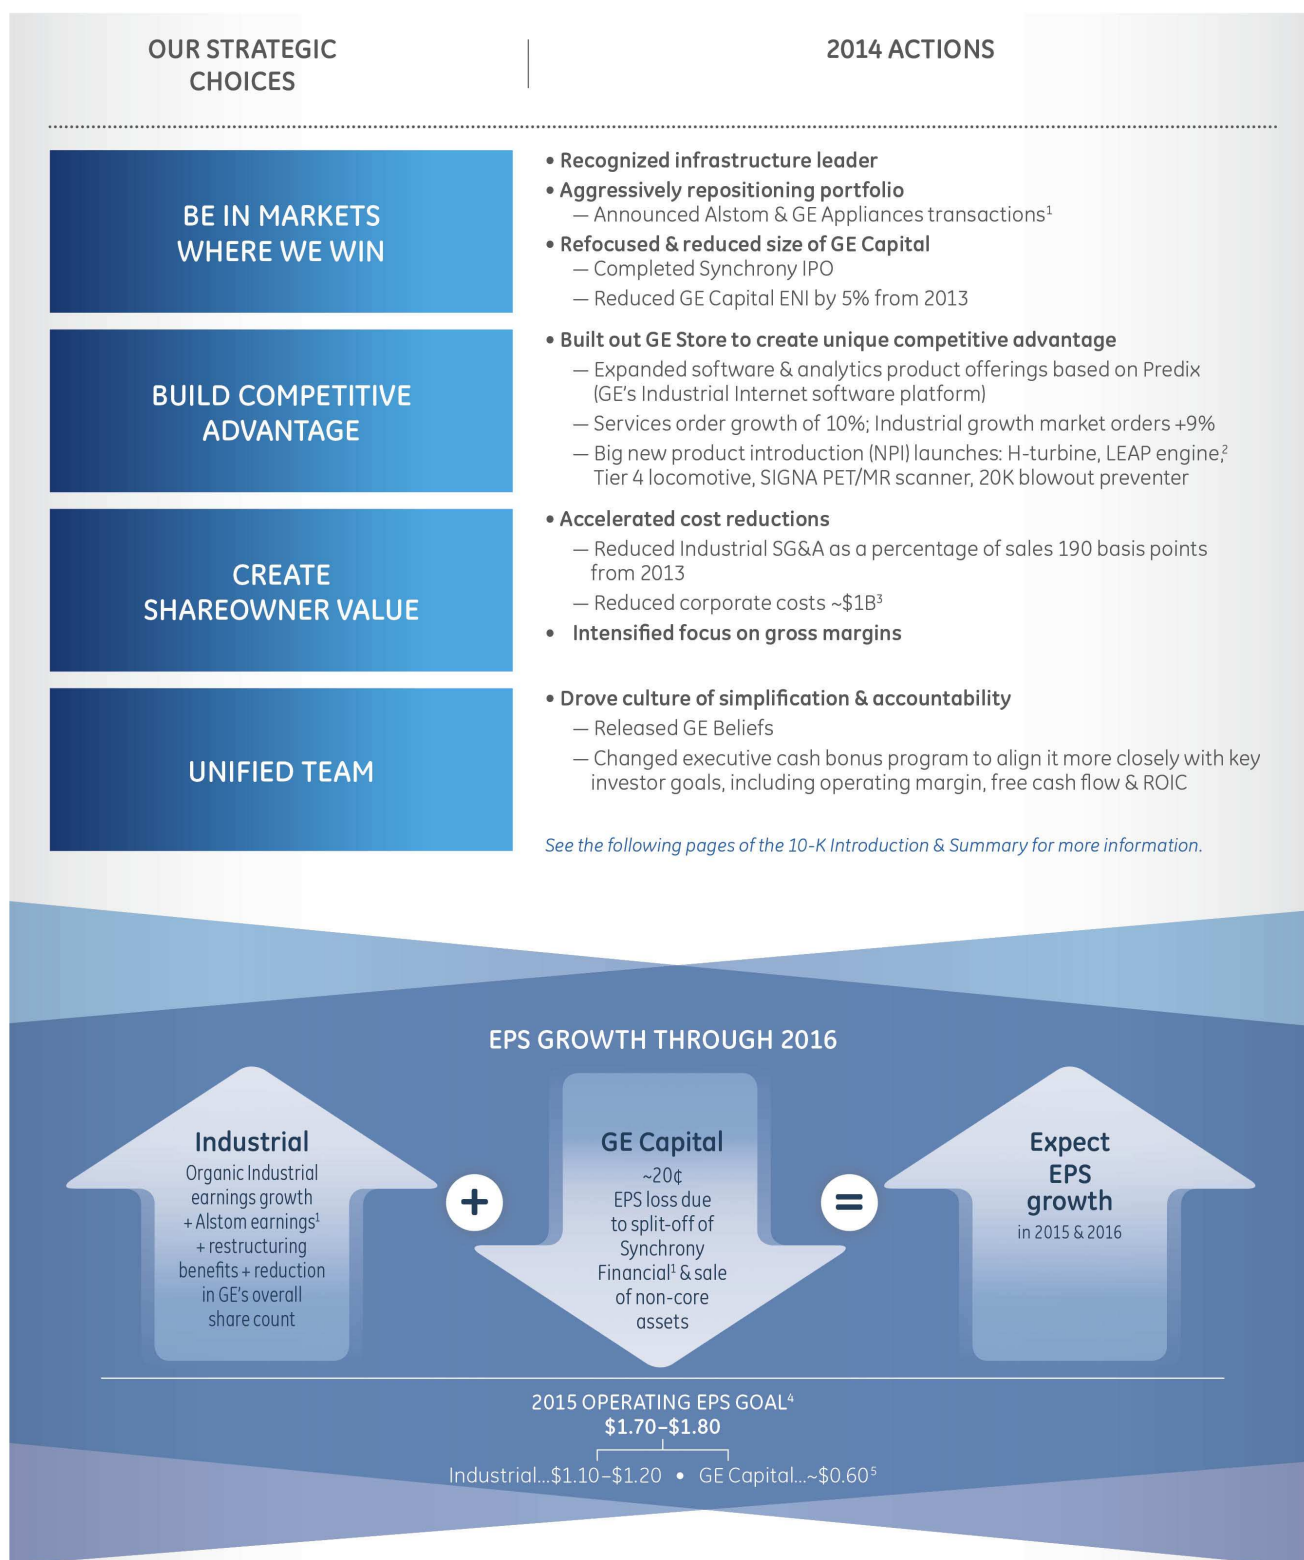 OUR STRATEGIC
CHOICES
2014 ACTIONS
BE IN MARKETS
WHERE WE WIN
• Recognized infrastructure leader
• Aggressively repositioning portfolio
— Announced Alstom & GE Appliances transactions¹
• Refocused & reduced size of GE Capital
— Completed Synchrony IPO
— Reduced GE Capital ENI by 5% from 2013
BUILD COMPETITIVE
ADVANTAGE
• Built out GE Store to create unique competitive advantage
— Expanded software & analytics product offerings based on Predix
(GE’s Industrial Internet software platform)
— Services order growth of 10%; Industrial growth market orders +9%
— Big new product introduction (NPI) launches: H-turbine, LEAP engine,²
Tier 4 locomotive, SIGNA PET/MR scanner, 20K blowout preventer
CREATE
SHAREOWNER VALUE
• Accelerated cost reductions
— Reduced Industrial SG&A as a percentage of sales 190 basis points
from 2013
— Reduced corporate costs ~$1B³
• Intensified focus on gross margins
UNIFIED TEAM
• Drove culture of simplification & accountability
— Released GE Beliefs
— Changed executive cash bonus program to align it more closely with key
investor goals, including operating margin, free cash flow & ROIC
See the following pages of the 10-K Introduction & Summary for more information.
EPS GROWTH THROUGH 2016
Industrial
Organic Industrial
earnings growth
+ Alstom earnings¹
+ restructuring
benefits + reduction
in GE’s overall
share count
+
GE Capital
~20¢
EPS loss due
to split-off of
Synchrony
Financial¹ & sale
of non-core
assets
=
Expect
EPS
growth
in 2015 & 2016
2015 OPERATING EPS GOAL⁴
$1.70–$1.80
Industrial...$1.10–$1.20 • GE Capital...~$0.60⁵